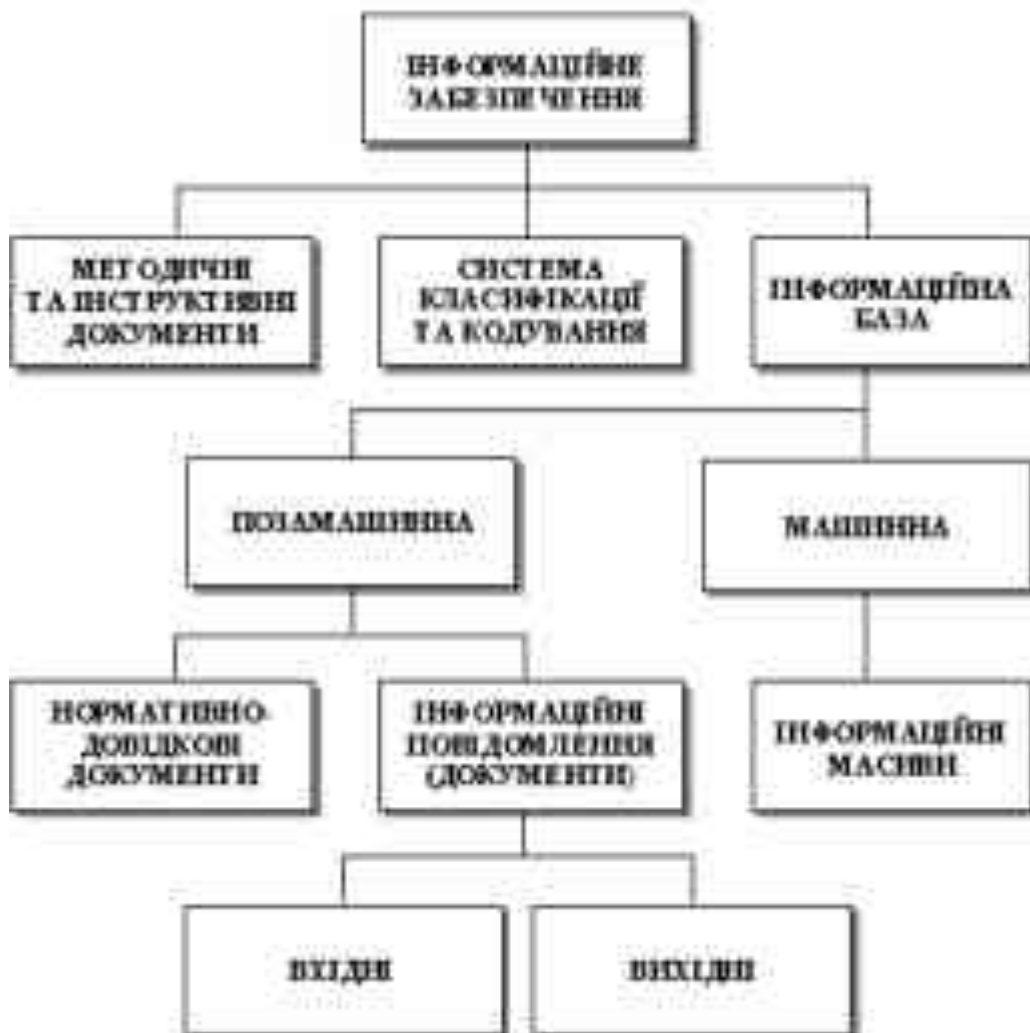 ІНФОРМАЦІЙНЕ
ЗАБЕЗПЕЧЕННЯ
МЕТОДИЧНІ
ТА ІНСТРУКТИВНІ
ДОКУМЕНТИ
СИСТЕМА
КЛАСИФІКАЦІЇ
ТА КОДУВАННЯ
ІНФОРМАЦІЙНА
БАЗА
ПОЗАМАШИННА
МАШИННА
НОРМАТИВНО-
ДОВІДКОВІ
ДОКУМЕНТИ
ІНФОРМАЦІЙНІ
ПОВІДОМЛЕННЯ
(ДОКУМЕНТИ)
ІНФОРМАЦІЙНІ
МАСИВИ
ВХІДНІ
ВИХІДНІ